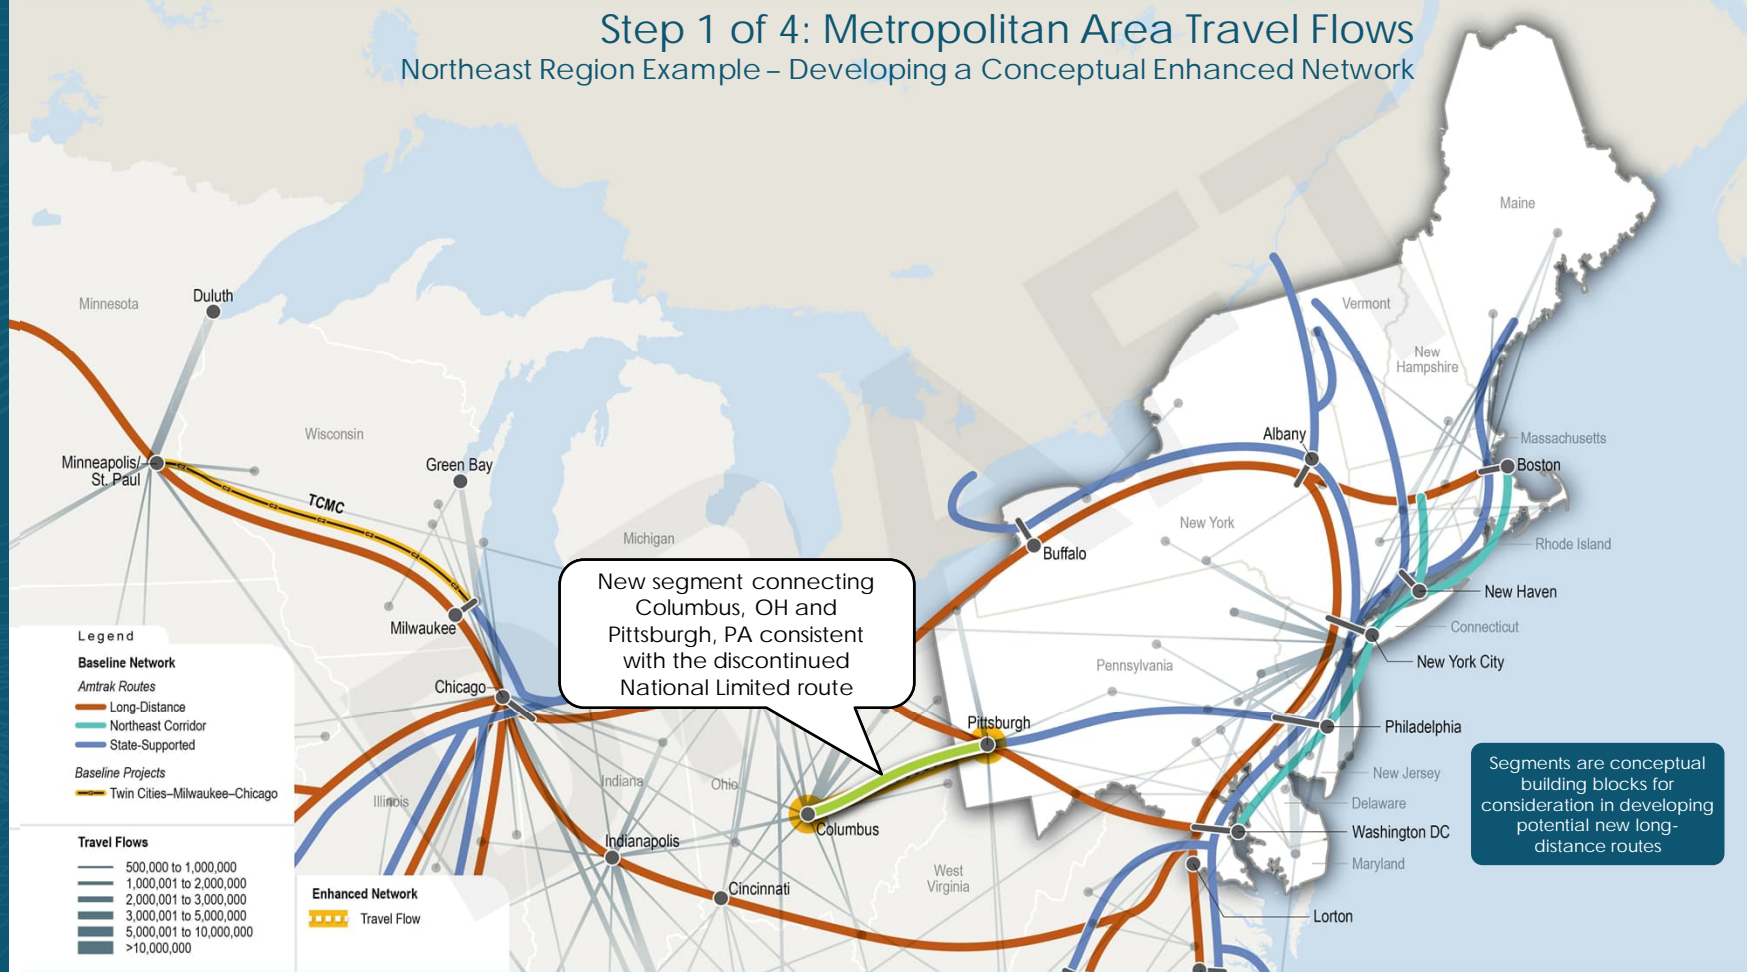 Step 1 of 4: Metropolitan Area Travel Flows
Northeast Region Example – Developing a Conceptual Enhanced Network
DRAFT
Maine
Minnesota
Duluth
Vermont
New
Hampshire
Wisconsin
Albany
Massachusetts
Minneapolis/
St. Paul
Green Bay
Boston
TCMC
New York
Michigan
Buffalo
Rhode Island
New segment connecting
Columbus, OH and
Pittsburgh, PA consistent
with the discontinued
National Limited route
New Haven
Milwaukee
Connecticut
New York City
Pennsylvania
Chicago
Pittsburgh
Philadelphia
New Jersey
Indiana
Ohio
Illinois
Delaware
Columbus
Washington DC
Indianapolis
Maryland
West
Virginia
Cincinnati
Lorton
Segments are conceptual
building blocks for
consideration in developing
potential new long-
distance routes
Legend
Baseline Network
Amtrak Routes
Long-Distance
Northeast Corridor
State-Supported
Baseline Projects
Twin Cities–Milwaukee–Chicago
Travel Flows
500,000 to 1,000,000
1,000,001 to 2,000,000
2,000,001 to 3,000,000
3,000,001 to 5,000,000
5,000,001 to 10,000,000
>10,000,000
Enhanced Network
Travel Flow